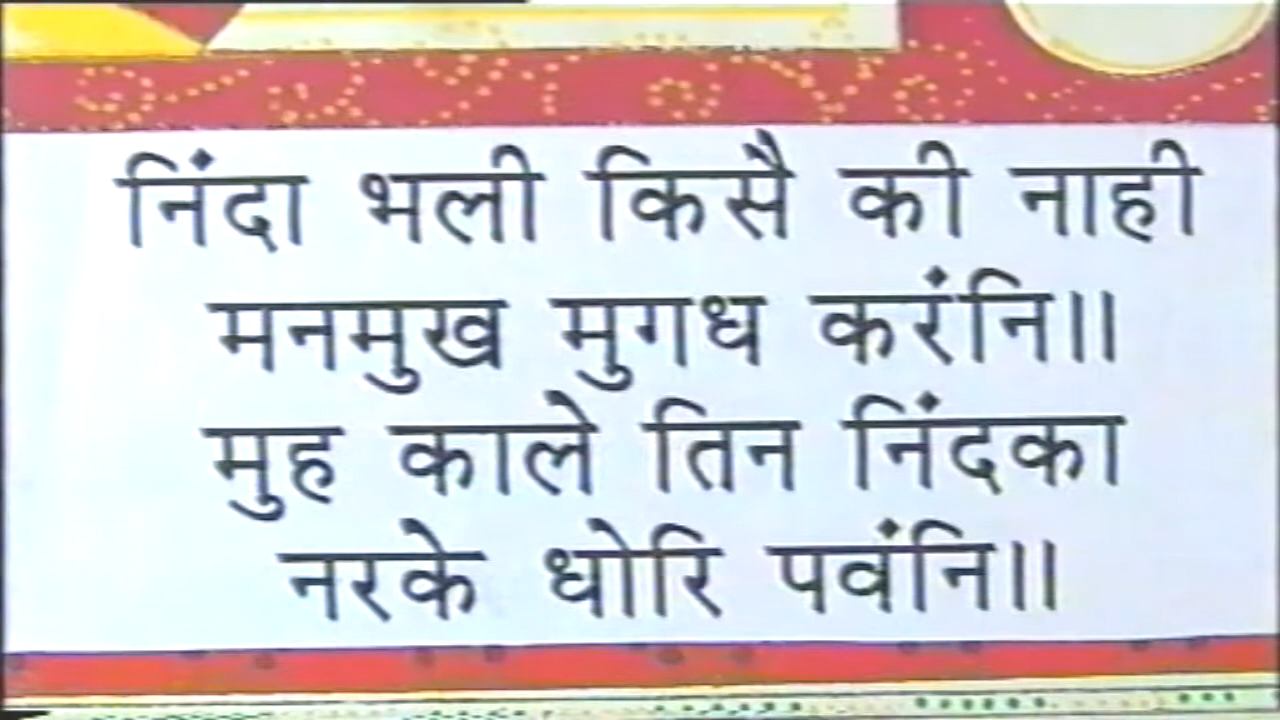 निंदा भली किसै की नाही
मनमुख मुगध करंनि॥
मुह काले तिन निंदका
नरके धोरि पवंनि॥